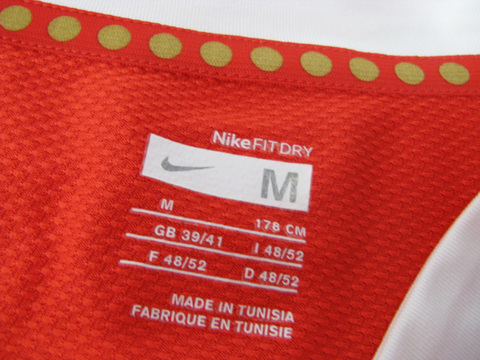 NikeFITDRY
M
M 178 CM
GB 39/41 I 48/52
F 48/52 D 48/52
MADE IN TUNISIA
FABRIQUE EN TUNISIE